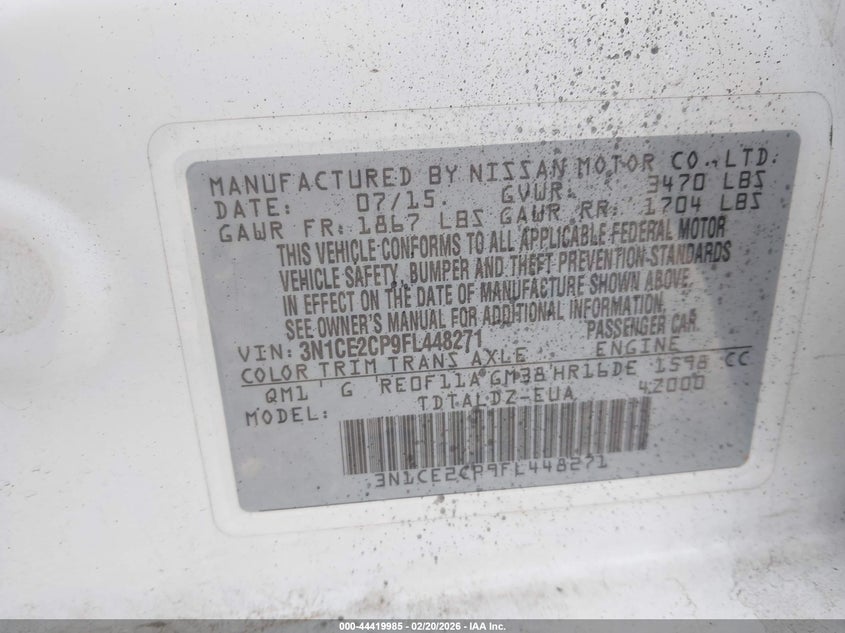 MANUFACTURED BY NISSAN MOTOR CO., LTD.
DATE: 07/15 GVWR: 3470 LBS
GAWR FR: 1867 LBS GAWR RR: 1704 LBS
THIS VEHICLE CONFORMS TO ALL APPLICABLE FEDERAL MOTOR
VEHICLE SAFETY, BUMPER AND THEFT PREVENTION STANDARDS
IN EFFECT ON THE DATE OF MANUFACTURE SHOWN ABOVE.
SEE OWNER'S MANUAL FOR ADDITIONAL INFORMATION.
VIN: 3N1CE2CP9FL448271 PASSENGER CAR
COLOR TRIM TRANS AXLE ENGINE
QM1 G RE0F11A GM38 HR16DE 1598 CC
MODEL: TDTALDZ-EUA 4Z000
3N1CE2CP9FL448271
000-44419985 - 02/20/2026 - IAA Inc.